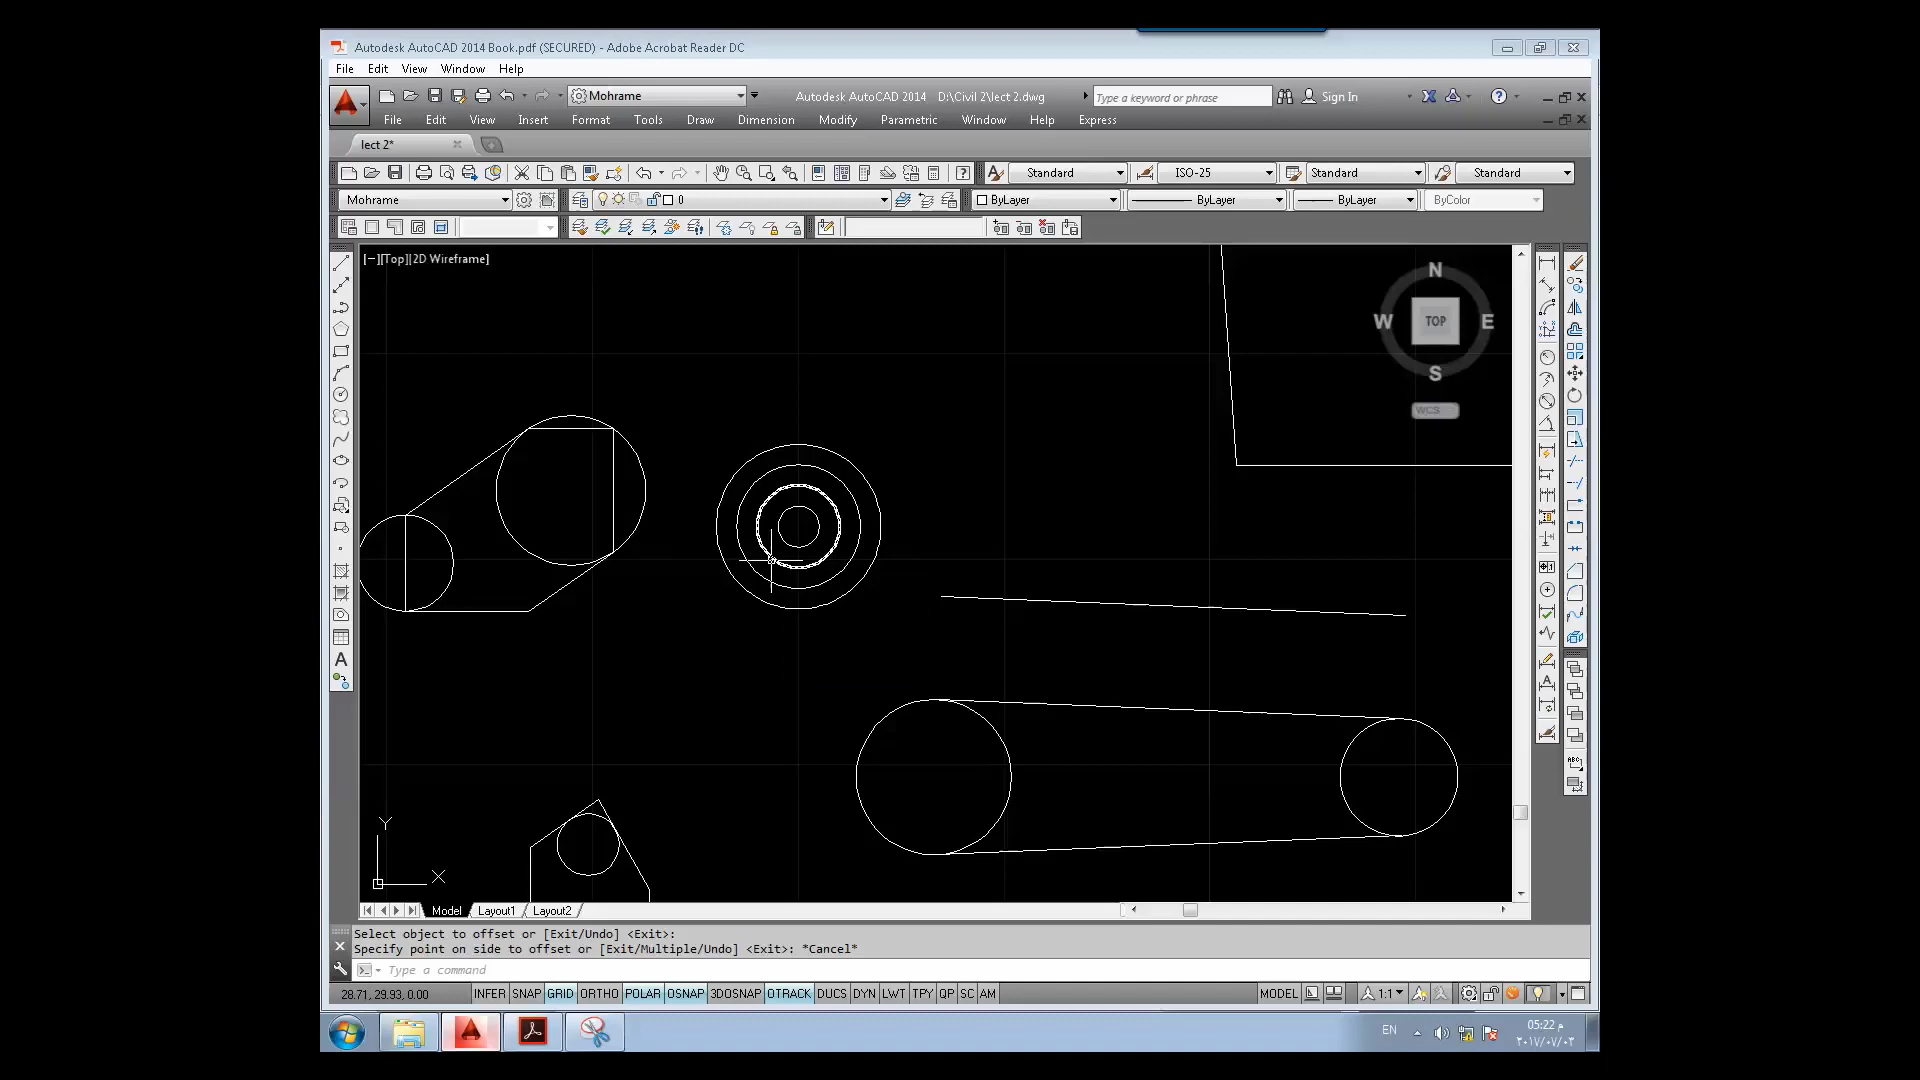 Autodesk AutoCAD 2014 Book.pdf (SECURED) - Adobe Acrobat Reader DC
File Edit View Window Help
Mohrame
Autodesk AutoCAD 2014 D:\Civil 2\lect 2.dwg
Type a keyword or phrase
Sign In
File Edit View Insert Format Tools Draw Dimension Modify Parametric Window Help Express
lect 2*
Standard ISO-25 Standard Standard
Mohrame 0 ByLayer ByLayer ByLayer ByColor
[−][Top][2D Wireframe]
N
W TOP E
S
WCS
Y
X
Model Layout1 Layout2
Select object to offset or [Exit/Undo] <Exit>:
Specify point on side to offset or [Exit/Multiple/Undo] <Exit>: *Cancel*
Type a command
28.71, 29.93, 0.00 INFER SNAP GRID ORTHO POLAR OSNAP 3DOSNAP OTRACK DUCS DYN LWT TPY QP SC AM MODEL 1:1
EN
05:22 م
٢٠١٧/٠٧/٠٣